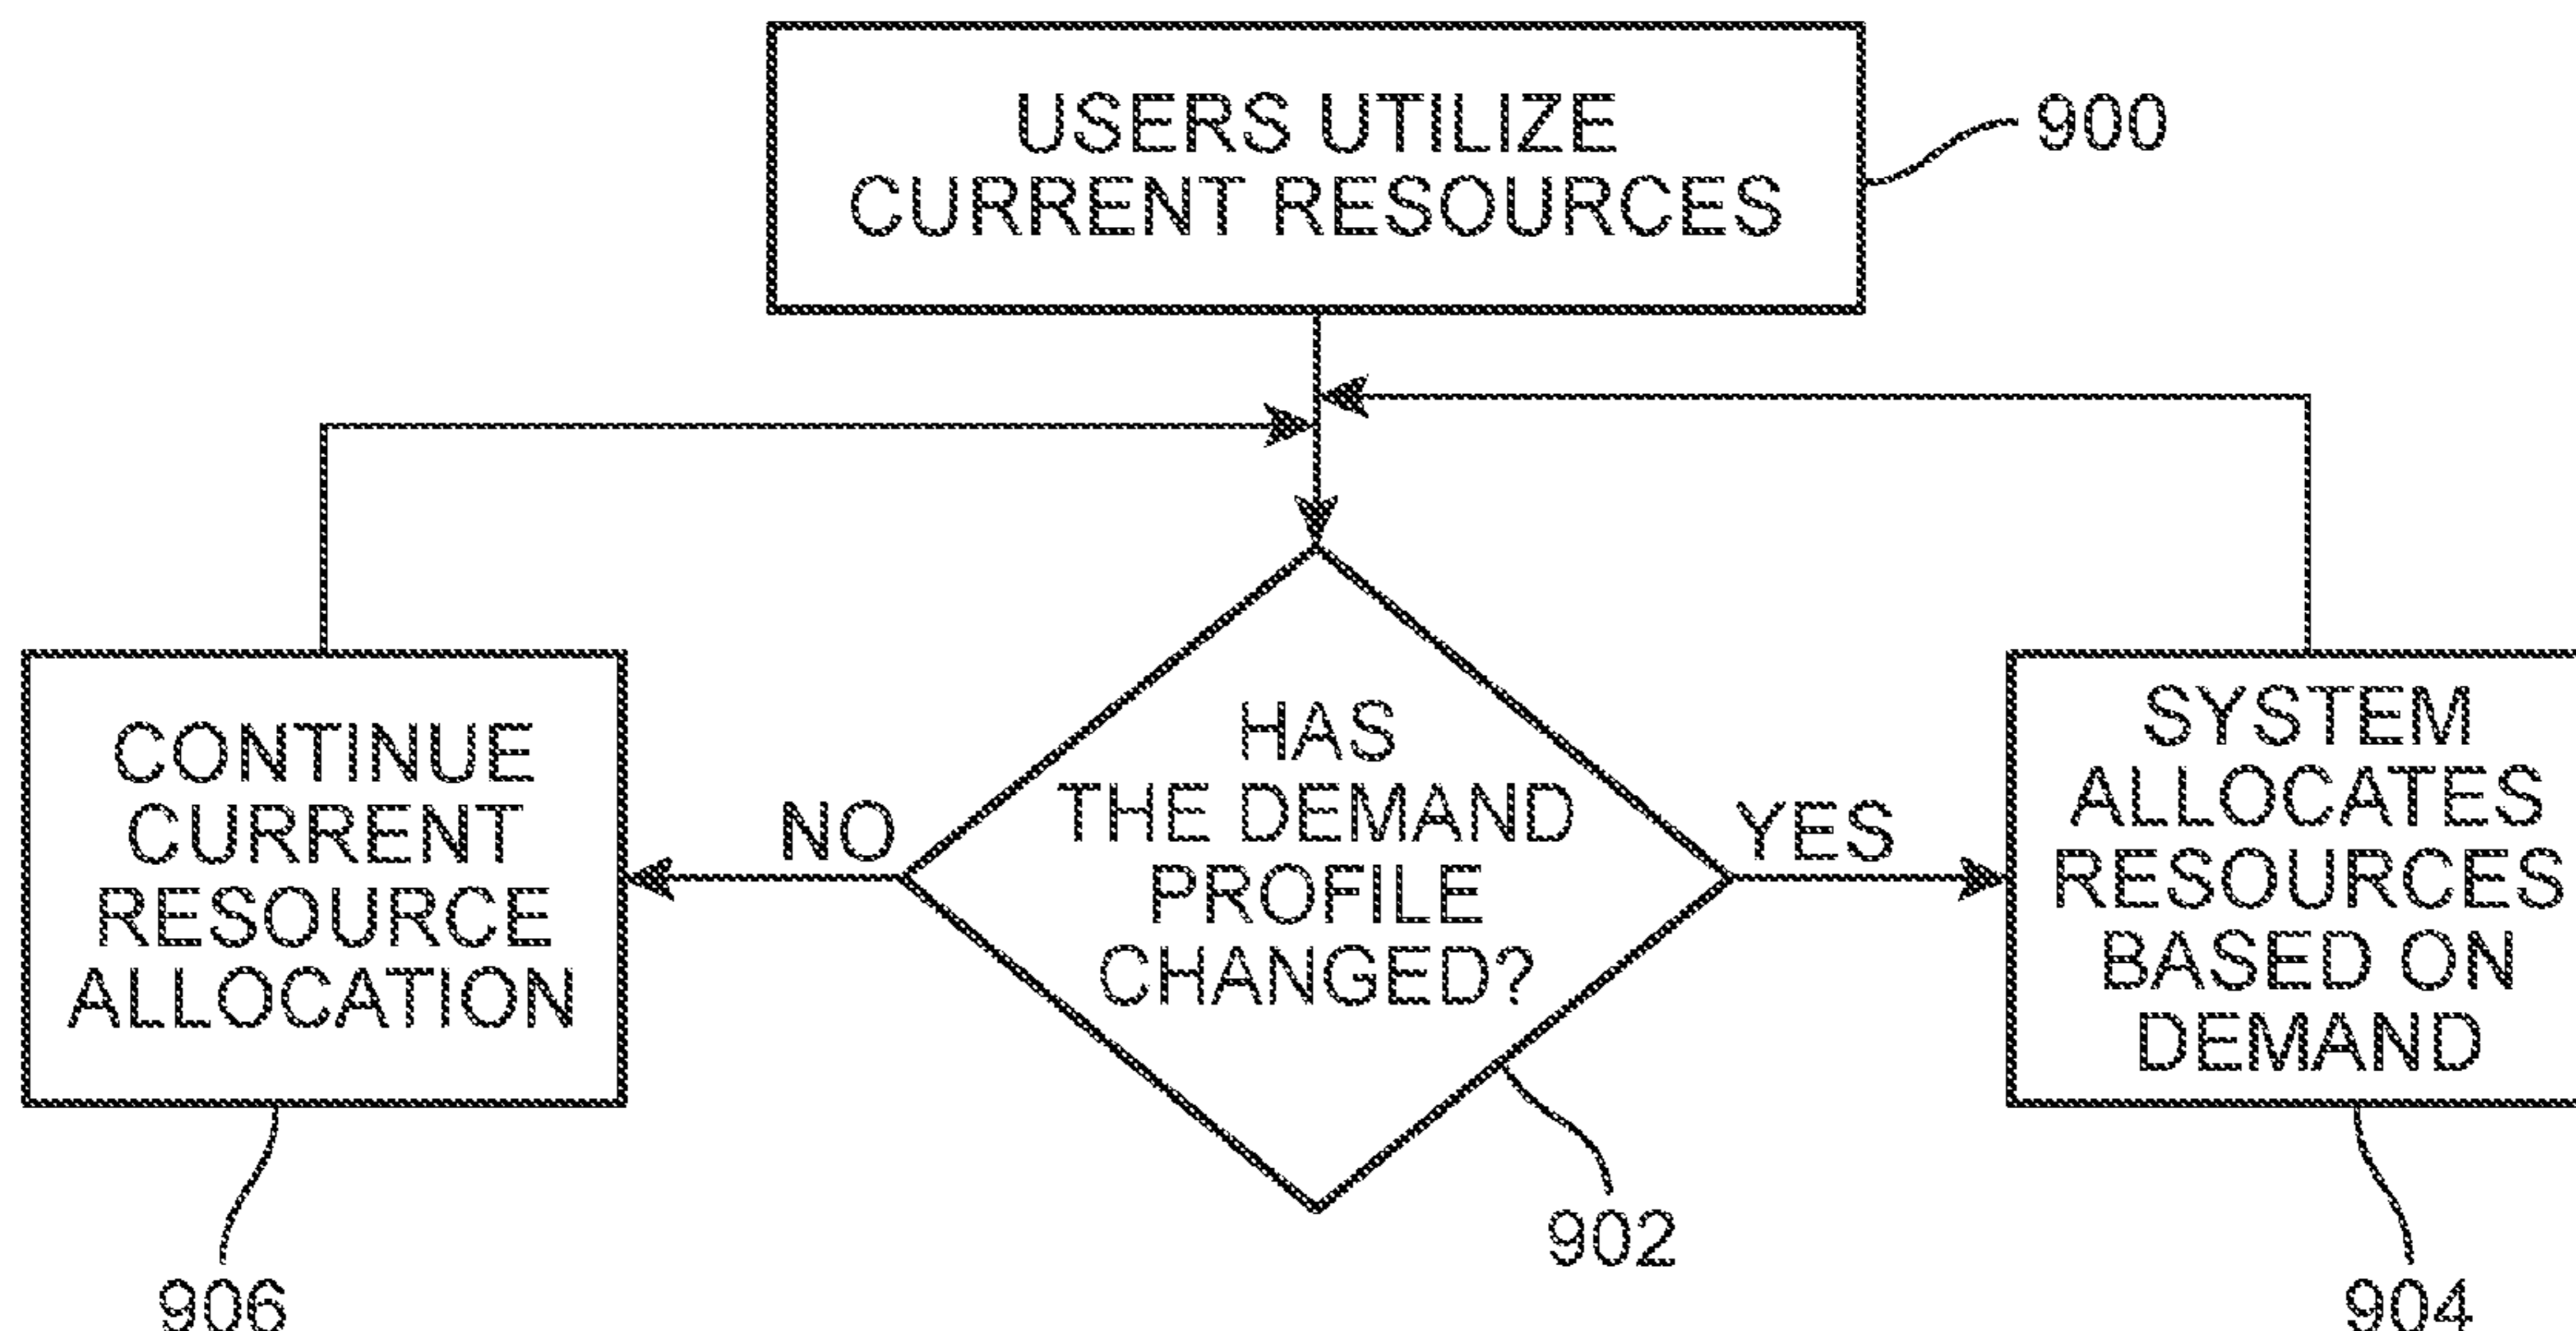 USERS UTILIZE
CURRENT RESOURCES
900
HAS
THE DEMAND
PROFILE
CHANGED?
NO
YES
CONTINUE
CURRENT
RESOURCE
ALLOCATION
SYSTEM
ALLOCATES
RESOURCES
BASED ON
DEMAND
902
906
904